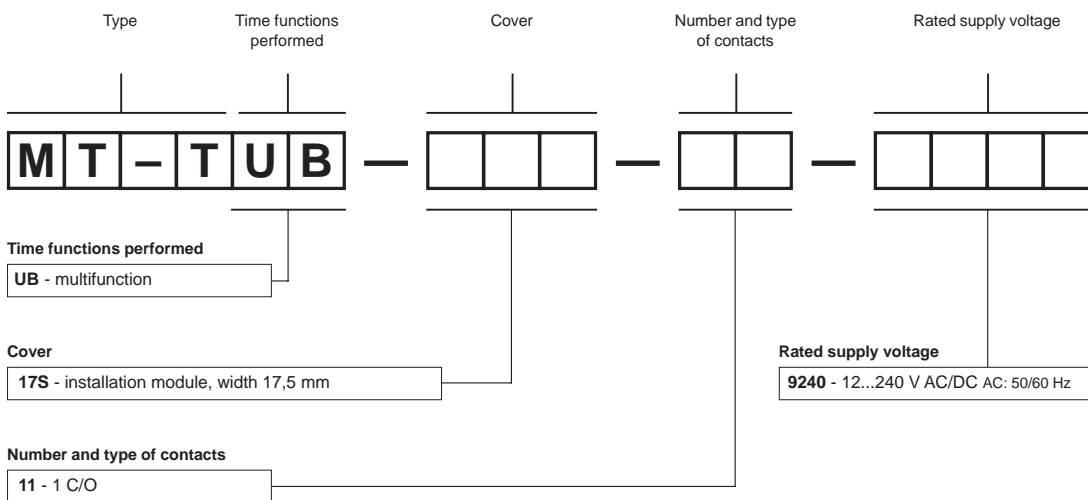 Type
Time functions
performed
Cover
Number and type
of contacts
Rated supply voltage
MT–TUB — — —
Time functions performed
UB - multifunction
Cover
17S - installation module, width 17,5 mm
Rated supply voltage
9240 - 12...240 V AC/DC AC: 50/60 Hz
Number and type of contacts
11 - 1 C/O